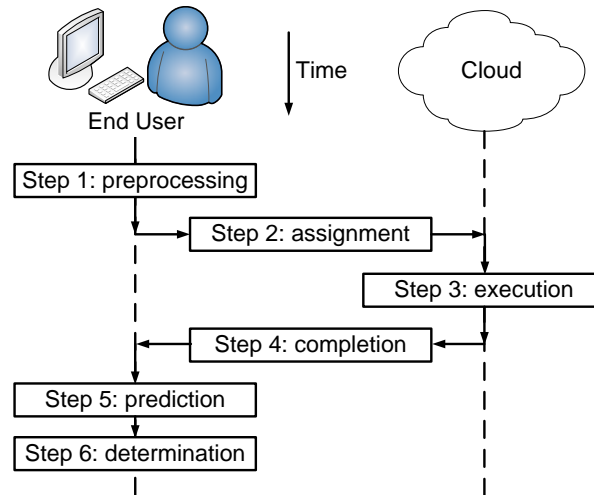 Time
Cloud
End User
Step 1: preprocessing
Step 2: assignment
Step 3: execution
Step 4: completion
Step 5: prediction
Step 6: determination